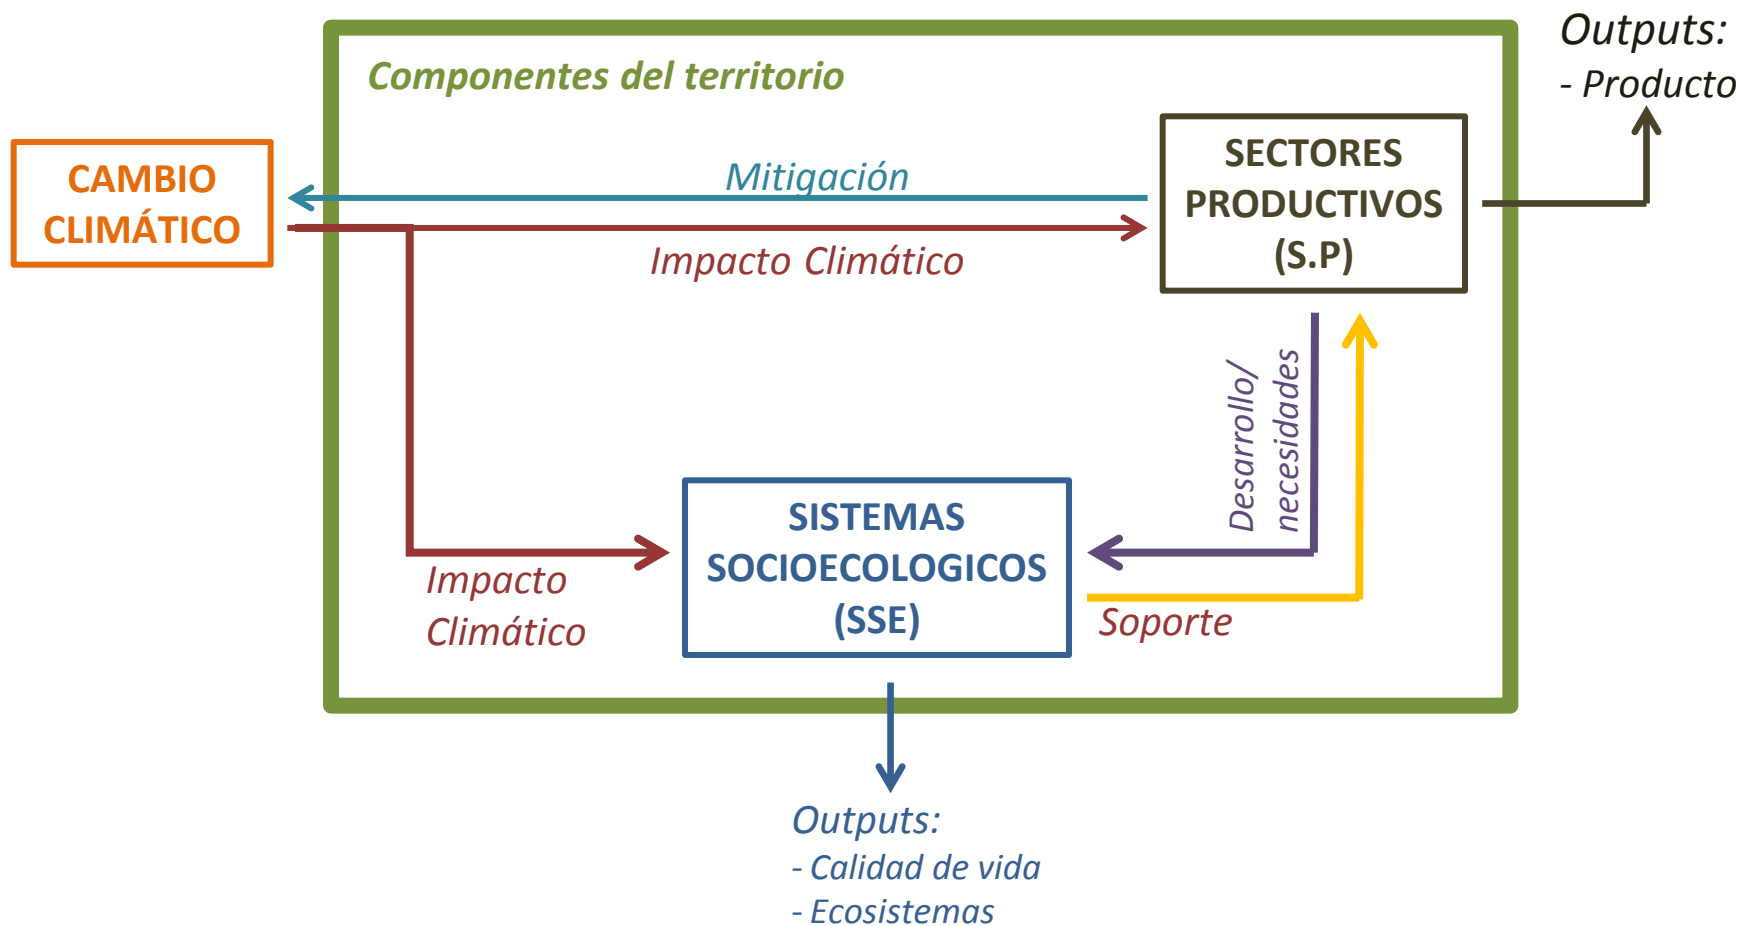 Outputs:
- Producto
Componentes del territorio
CAMBIO
CLIMÁTICO
Mitigación
Impacto Climático
SECTORES
PRODUCTIVOS
(S.P)
Desarrollo/
necesidades
Impacto
Climático
SISTEMAS
SOCIOECOLOGICOS
(SSE)
Soporte
Outputs:
- Calidad de vida
- Ecosistemas